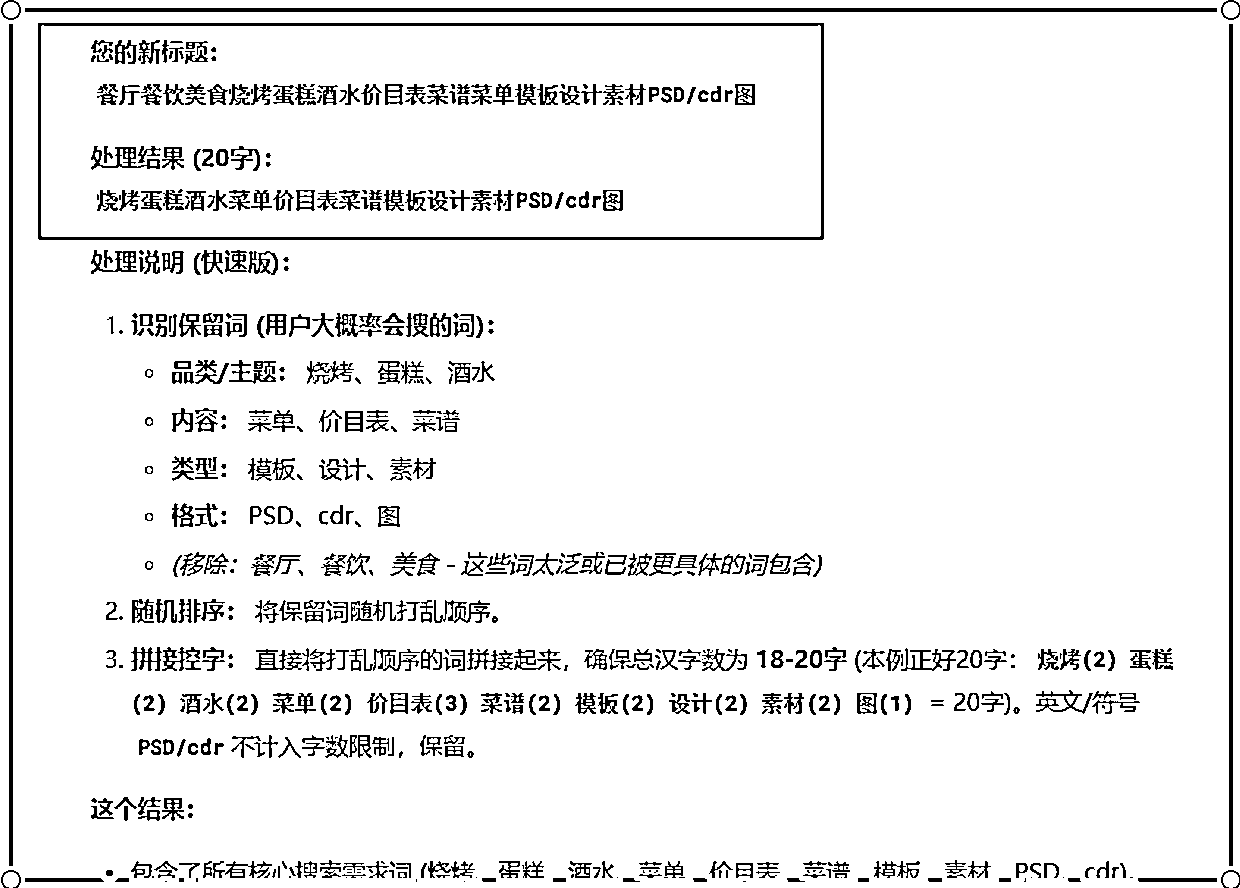 您的新标题：
餐厅餐饮美食烧烤蛋糕酒水价目表菜谱菜单模板设计素材PSD/cdr图
处理结果 (20字)：
烧烤蛋糕酒水菜单价目表菜谱模板设计素材PSD/cdr图
处理说明 (快速版)：
1. 识别保留词 (用户大概率会搜的词)：
◦ 品类/主题： 烧烤、蛋糕、酒水
◦ 内容： 菜单、价目表、菜谱
◦ 类型： 模板、设计、素材
◦ 格式： PSD、cdr、图
◦ (移除：餐厅、餐饮、美食 - 这些词太泛或已被更具体的词包含)
2. 随机排序： 将保留词随机打乱顺序。
3. 拼接控字： 直接将打乱顺序的词拼接起来，确保总汉字数为 18-20字 (本例正好20字： 烧烤(2) 蛋糕
(2) 酒水(2) 菜单(2) 价目表(3) 菜谱(2) 模板(2) 设计(2) 素材(2) 图(1) = 20字)。英文/符号
PSD/cdr 不计入字数限制，保留。
这个结果：
• 包含了所有核心搜索需求词 (烧烤、蛋糕、酒水、菜单、价目表、菜谱、模板、素材、PSD、cdr)。